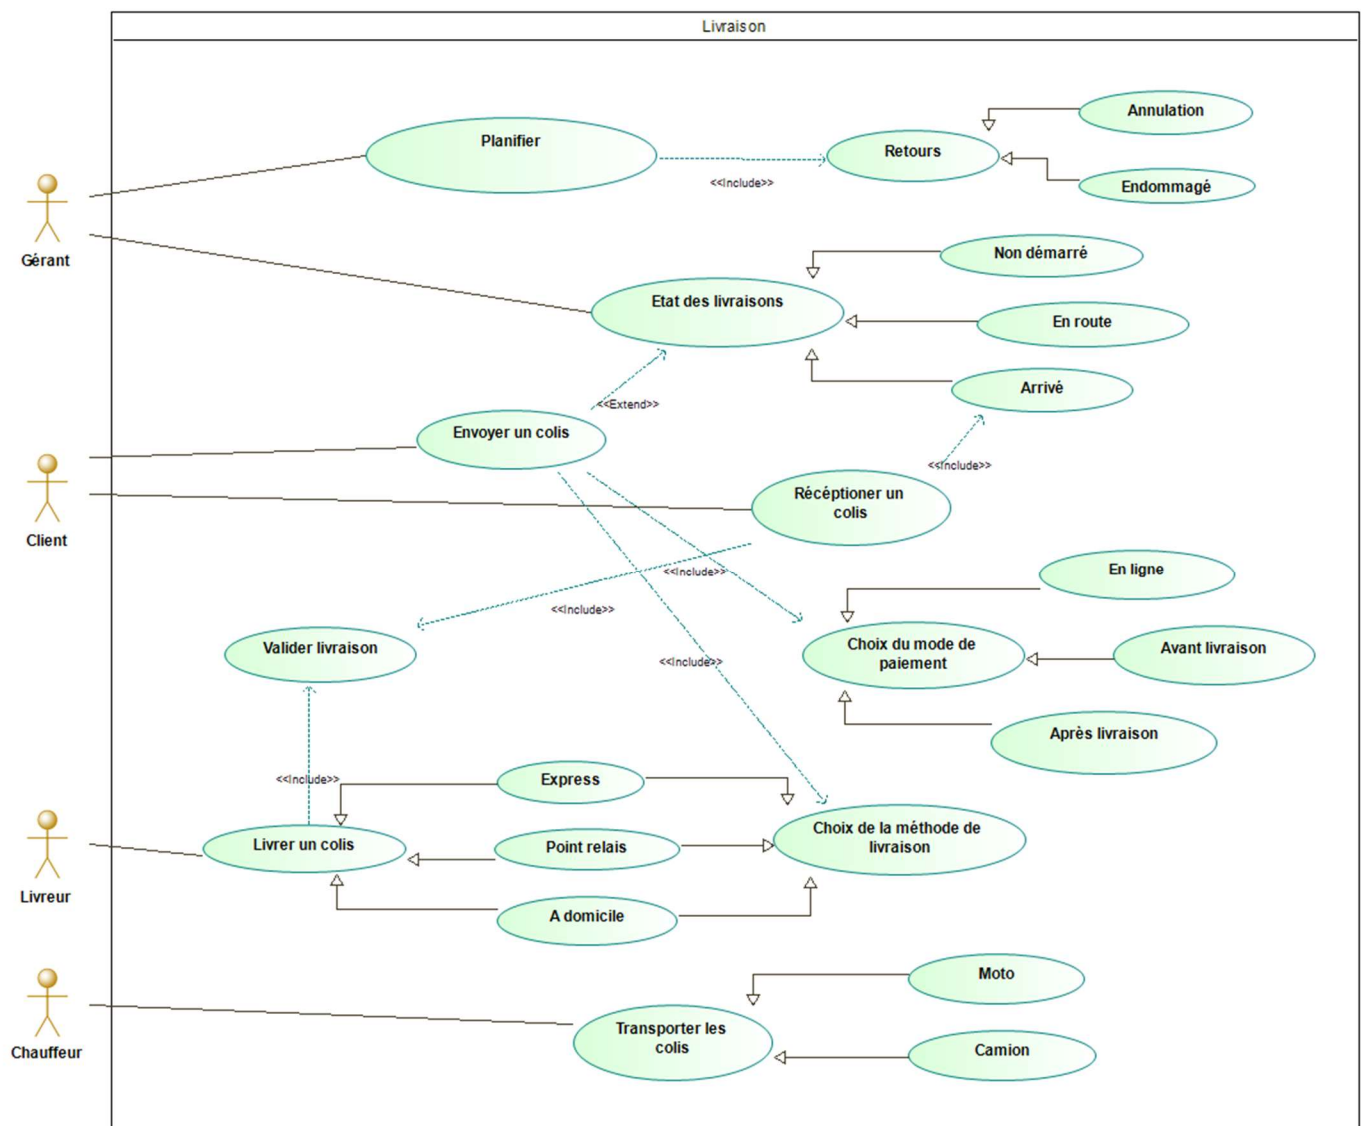 Livraison
Annulation
Planifier
Retours
<<Include>>
Endommagé
Gérant
Non démarré
Etat des livraisons
En route
Arrivé
<<Extend>>
Envoyer un colis
<<Include>>
Récéptioner un
colis
Client
En ligne
<<Include>>
<<Include>>
Valider livraison
Choix du mode de
paiement
Avant livraison
<<Include>>
Après livraison
<<Include>>
Express
Choix de la méthode de
livraison
Livrer un colis
Point relais
Livreur
A domicile
Moto
Transporter les
colis
Camion
Chauffeur